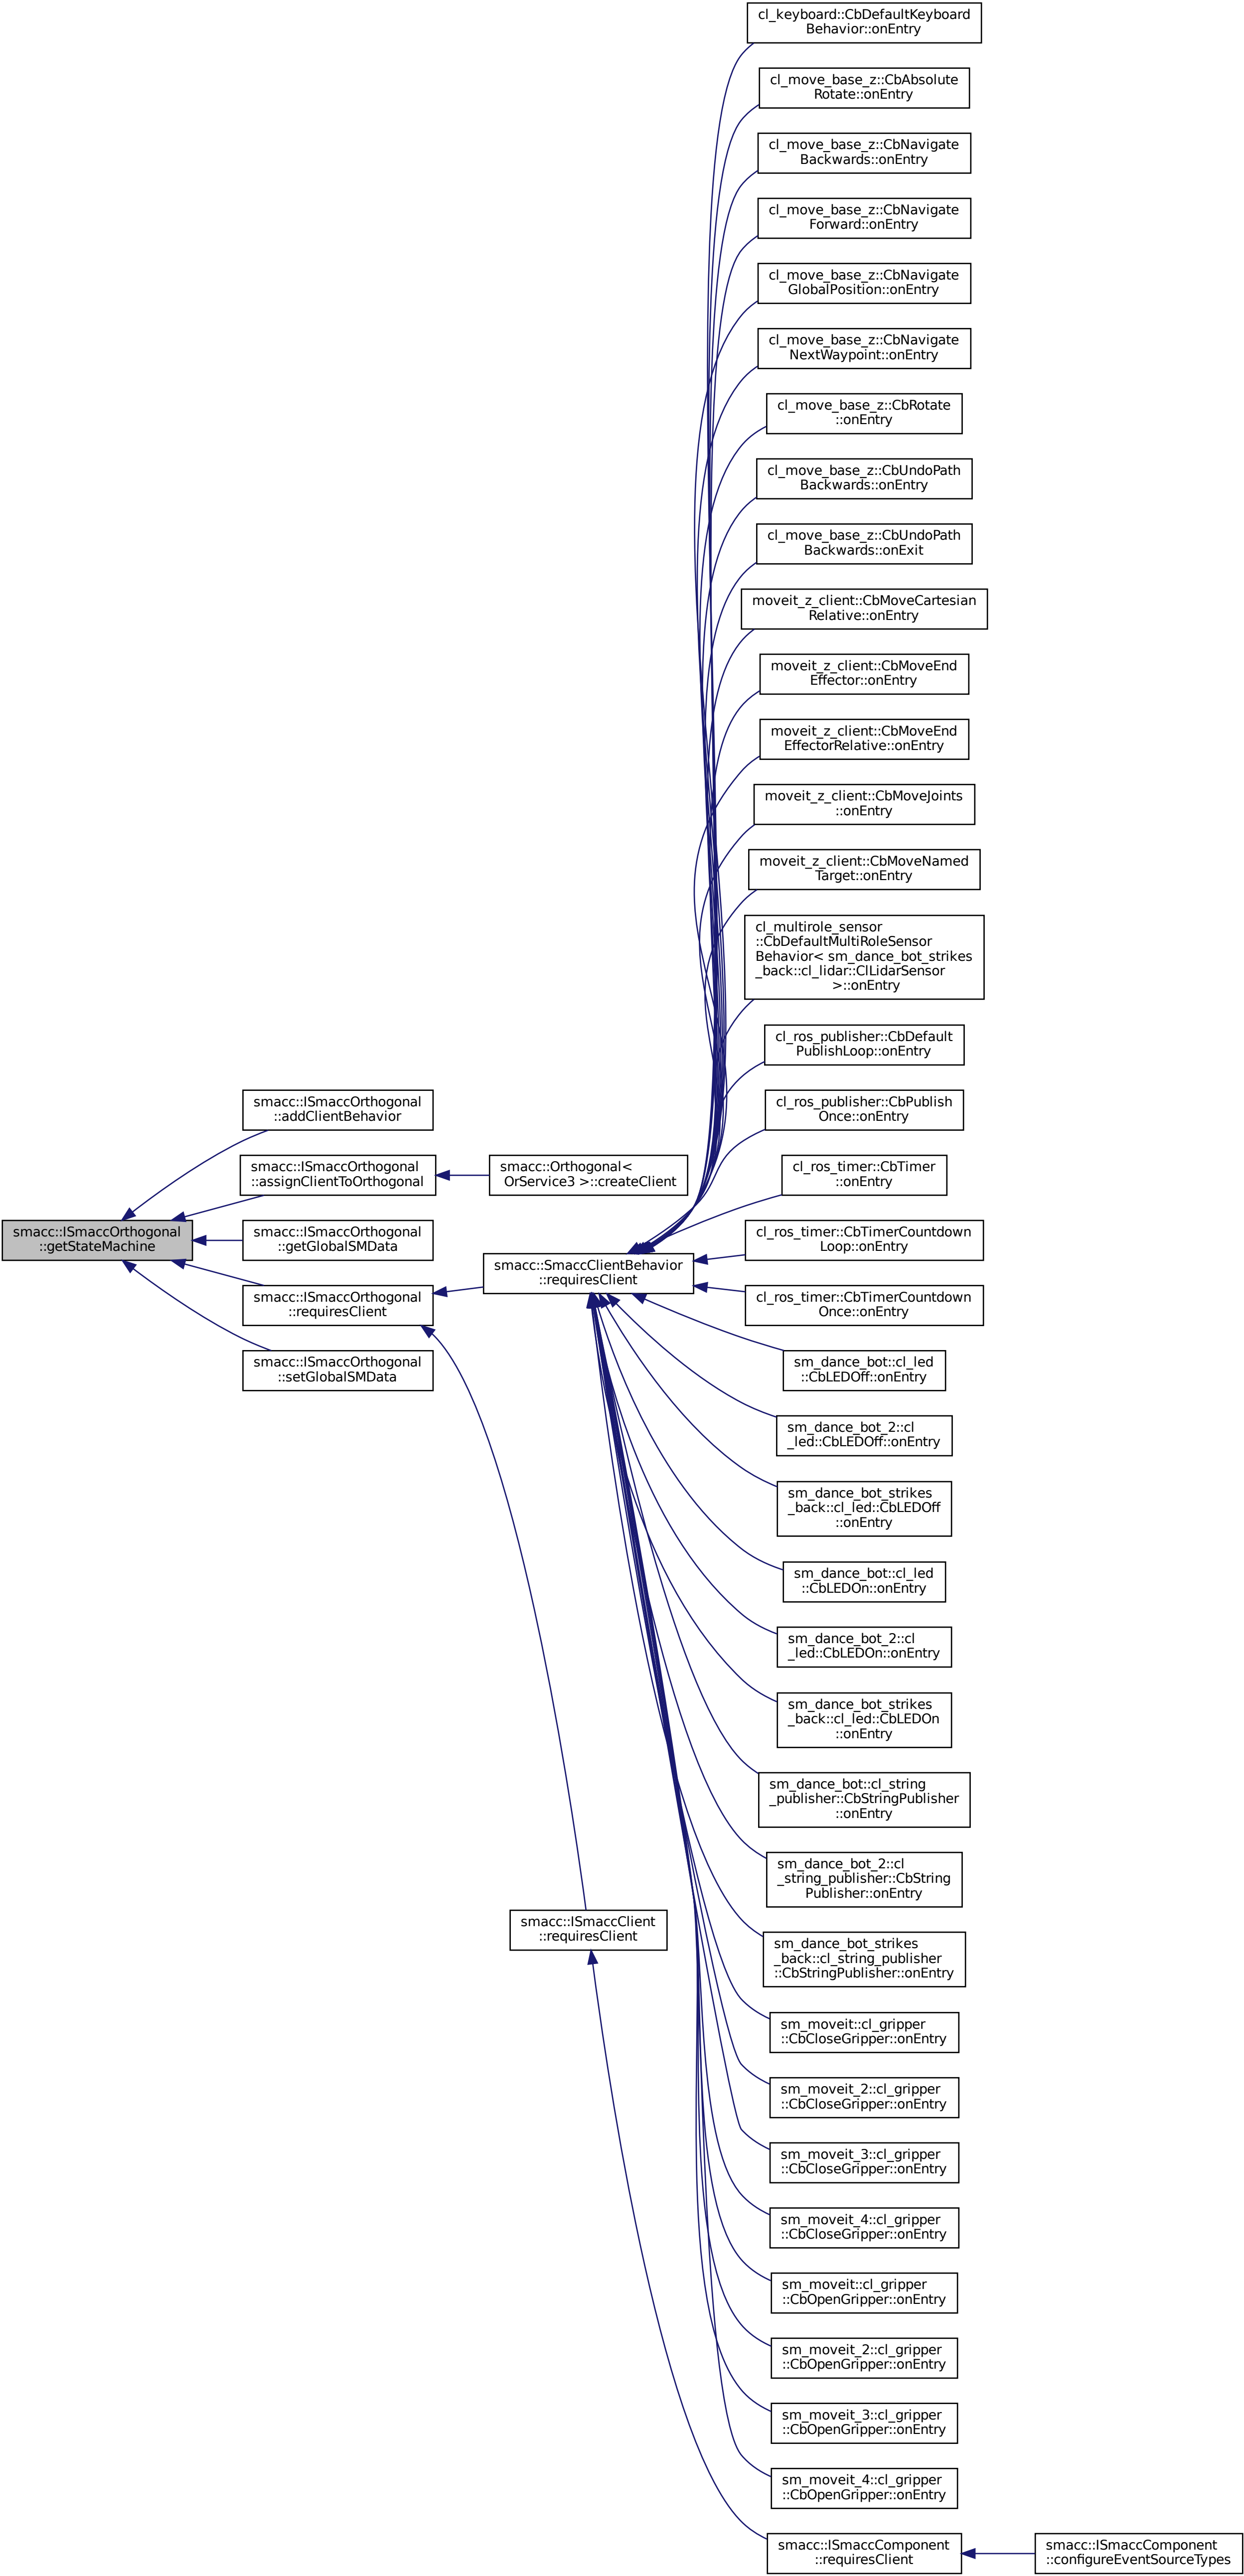 cl_keyboard::CbDefaultKeyboard
Behavior::onEntry
cl_move_base_z::CbAbsolute
Rotate::onEntry
cl_move_base_z::CbNavigate
Backwards::onEntry
cl_move_base_z::CbNavigate
Forward::onEntry
cl_move_base_z::CbNavigate
GlobalPosition::onEntry
cl_move_base_z::CbNavigate
NextWaypoint::onEntry
cl_move_base_z::CbRotate
::onEntry
cl_move_base_z::CbUndoPath
Backwards::onEntry
cl_move_base_z::CbUndoPath
Backwards::onExit
moveit_z_client::CbMoveCartesian
Relative::onEntry
moveit_z_client::CbMoveEnd
Effector::onEntry
moveit_z_client::CbMoveEnd
EffectorRelative::onEntry
moveit_z_client::CbMoveJoints
::onEntry
moveit_z_client::CbMoveNamed
Target::onEntry
cl_multirole_sensor
::CbDefaultMultiRoleSensor
Behavior< sm_dance_bot_strikes
_back::cl_lidar::ClLidarSensor
>::onEntry
cl_ros_publisher::CbDefault
PublishLoop::onEntry
cl_ros_publisher::CbPublish
Once::onEntry
smacc::ISmaccOrthogonal
::addClientBehavior
smacc::ISmaccOrthogonal
::assignClientToOrthogonal
smacc::Orthogonal<
OrService3 >::createClient
cl_ros_timer::CbTimer
::onEntry
smacc::ISmaccOrthogonal
::getStateMachine
smacc::ISmaccOrthogonal
::getGlobalSMData
cl_ros_timer::CbTimerCountdown
Loop::onEntry
smacc::SmaccClientBehavior
::requiresClient
smacc::ISmaccOrthogonal
::requiresClient
cl_ros_timer::CbTimerCountdown
Once::onEntry
smacc::ISmaccOrthogonal
::setGlobalSMData
sm_dance_bot::cl_led
::CbLEDOff::onEntry
sm_dance_bot_2::cl
_led::CbLEDOff::onEntry
sm_dance_bot_strikes
_back::cl_led::CbLEDOff
::onEntry
sm_dance_bot::cl_led
::CbLEDOn::onEntry
sm_dance_bot_2::cl
_led::CbLEDOn::onEntry
sm_dance_bot_strikes
_back::cl_led::CbLEDOn
::onEntry
sm_dance_bot::cl_string
_publisher::CbStringPublisher
::onEntry
sm_dance_bot_2::cl
_string_publisher::CbString
Publisher::onEntry
smacc::ISmaccClient
::requiresClient
sm_dance_bot_strikes
_back::cl_string_publisher
::CbStringPublisher::onEntry
sm_moveit::cl_gripper
::CbCloseGripper::onEntry
sm_moveit_2::cl_gripper
::CbCloseGripper::onEntry
sm_moveit_3::cl_gripper
::CbCloseGripper::onEntry
sm_moveit_4::cl_gripper
::CbCloseGripper::onEntry
sm_moveit::cl_gripper
::CbOpenGripper::onEntry
sm_moveit_2::cl_gripper
::CbOpenGripper::onEntry
sm_moveit_3::cl_gripper
::CbOpenGripper::onEntry
sm_moveit_4::cl_gripper
::CbOpenGripper::onEntry
smacc::ISmaccComponent
::requiresClient
smacc::ISmaccComponent
::configureEventSourceTypes